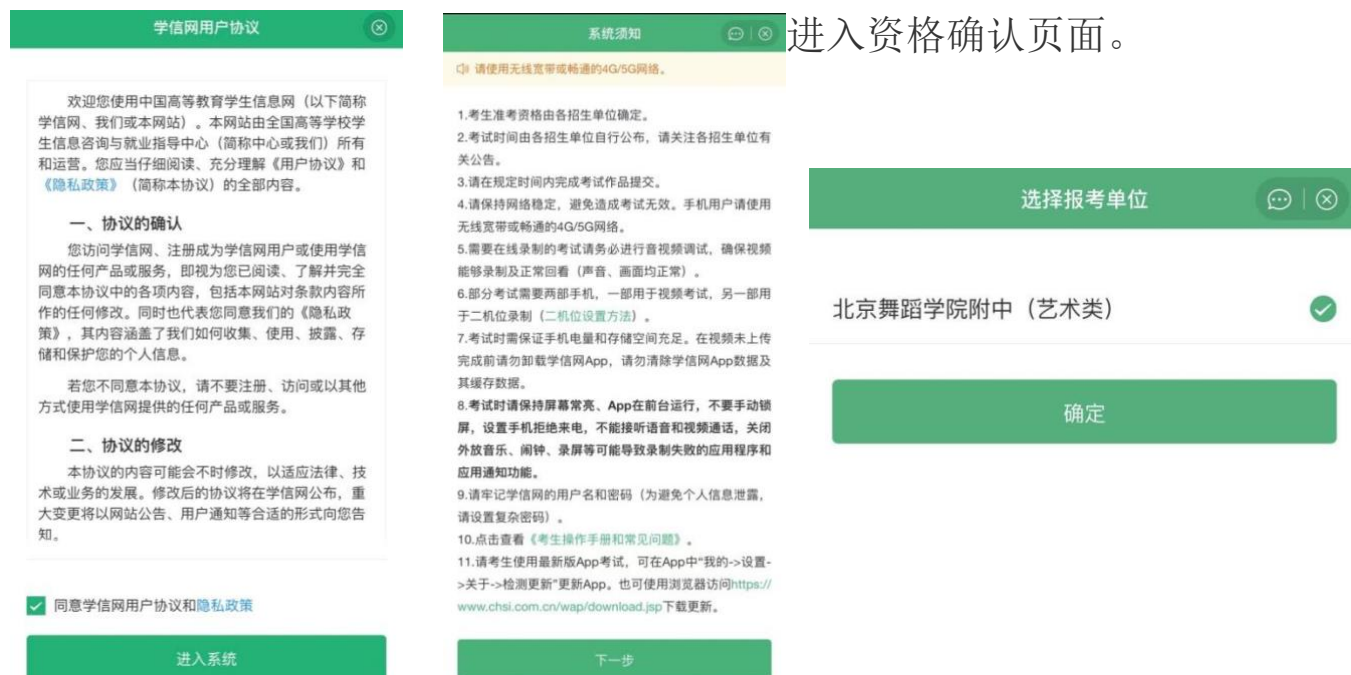 学信网用户协议
欢迎您使用中国高等教育学生信息网（以下简称
学信网、我们或本网站）。本网站由全国高等学校学
生信息咨询与就业指导中心（简称中心或我们）所有
和运营。您应当仔细阅读、充分理解《用户协议》和
《隐私政策》（简称本协议）的全部内容。
一、协议的确认
您访问学信网、注册成为学信网用户或使用学信
网的任何产品或服务，即视为您已阅读、了解并完全
同意本协议中的各项内容，包括本网站对条款内容所
作的任何修改。同时也代表您同意我们的《隐私政
策》，其内容涵盖了我们如何收集、使用、披露、存
储和保护您的个人信息。
若您不同意本协议，请不要注册、访问或以其他
方式使用学信网提供的任何产品或服务。
二、协议的修改
本协议的内容可能会不时修改，以适应法律、技
术或业务的发展。修改后的协议将在学信网公布，重
大变更将以网站公告、用户通知等合适的形式向您告
知。
同意学信网用户协议和隐私政策
进入系统
系统须知
请使用无线宽带或畅通的4G/5G网络。
1.考生准考资格由各招生单位确定。
2.考试时间由各招生单位自行公布，请关注各招生单位有
关公告。
3.请在规定时间内完成考试作品提交。
4.请保持网络稳定，避免造成考试无效。手机用户请使用
无线宽带或畅通的4G/5G网络。
5.需要在线录制的考试请务必进行音视频调试，确保视频
能够录制及正常回看（声音、画面均正常）。
6.部分考试需要两部手机，一部用于视频考试，另一部用
于二机位录制（二机位设置方法）。
7.考试时需保证手机电量和存储空间充足。在视频未上传
完成前请勿卸载学信网App，请勿清除学信网App数据及
其缓存数据。
8.考试时请保持屏幕常亮、App在前台运行，不要手动锁
屏，设置手机拒绝来电，不能接听语音和视频通话，关闭
外放音乐、闹钟、录屏等可能导致录制失败的应用程序和
应用通知功能。
9.请牢记学信网的用户名和密码（为避免个人信息泄露，
请设置复杂密码）。
10.点击查看《考生操作手册和常见问题》。
11.请考生使用最新版App考试，可在App中“我的->设置-
>关于->检测更新”更新App。也可使用浏览器访问https://
www.chsi.com.cn/wap/download.jsp下载更新。
下一步
进入资格确认页面。
选择报考单位
北京舞蹈学院附中（艺术类）
确定